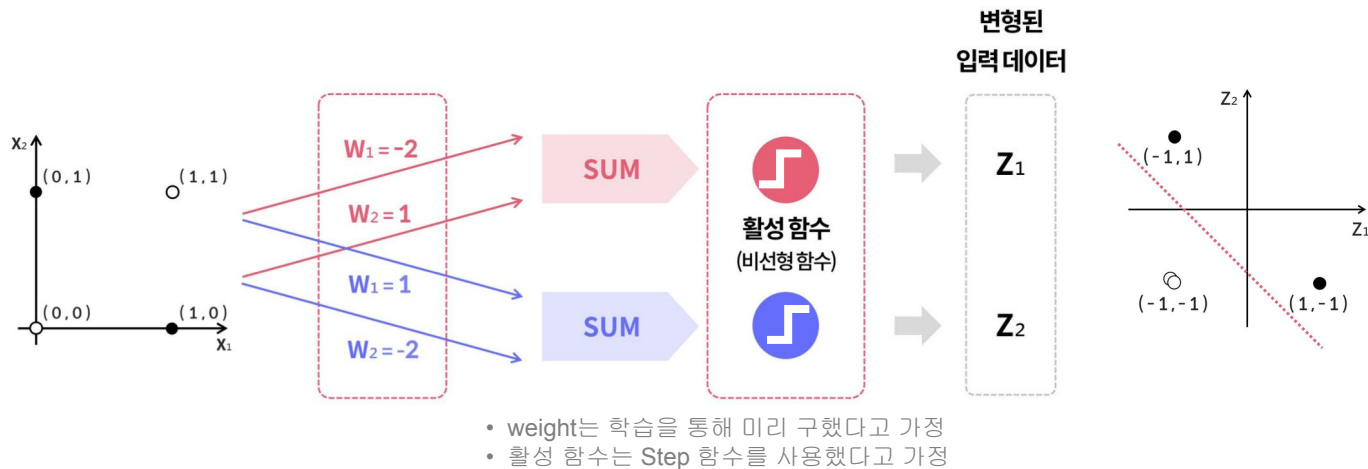 변형된
입력 데이터
X2
(0,1)
(1,1)
(0,0)
(1,0)
X1
W1 = -2
W2 = 1
W1 = 1
W2 = -2
SUM
SUM
활성 함수
(비선형 함수)
Z1
Z2
Z2
(-1,1)
Z1
(-1,-1)
(1,-1)
• weight는 학습을 통해 미리 구했다고 가정
• 활성 함수는 Step 함수를 사용했다고 가정